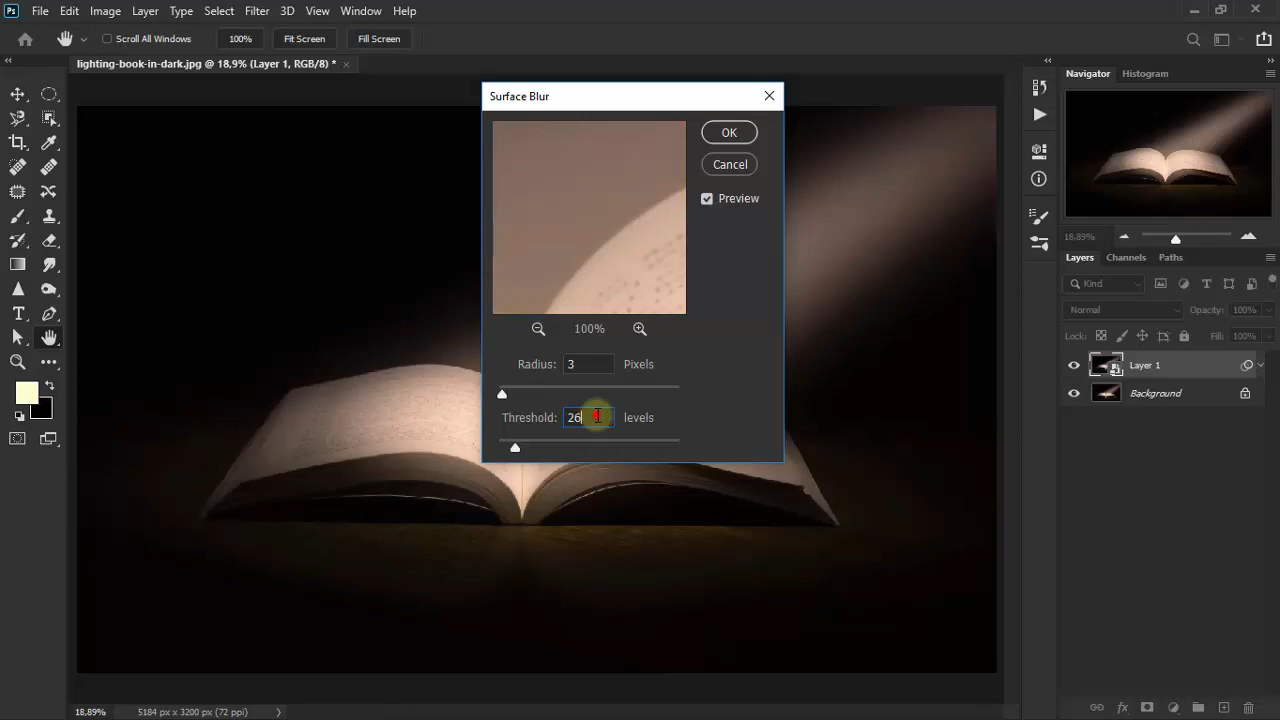 Ps File Edit Image Layer Type Select Filter 3D View Window Help
Scroll All Windows 100% Fit Screen Fill Screen
lighting-book-in-dark.jpg @ 18,9% (Layer 1, RGB/8) *
Surface Blur
OK
Cancel
Preview
100%
Radius: 3 Pixels
Threshold: 26 levels
Navigator Histogram
18,89%
Layers Channels Paths
Kind
Normal Opacity: 100%
Lock: Fill: 100%
Layer 1
Background
fx
18,89% 5184 px x 3200 px (72 ppi)